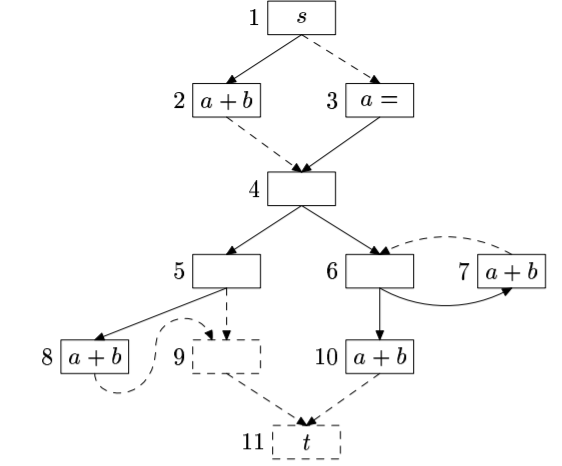 1 s
2 a + b 3 a =
4
5 6 7 a + b
8 a + b 9 10 a + b
11 t